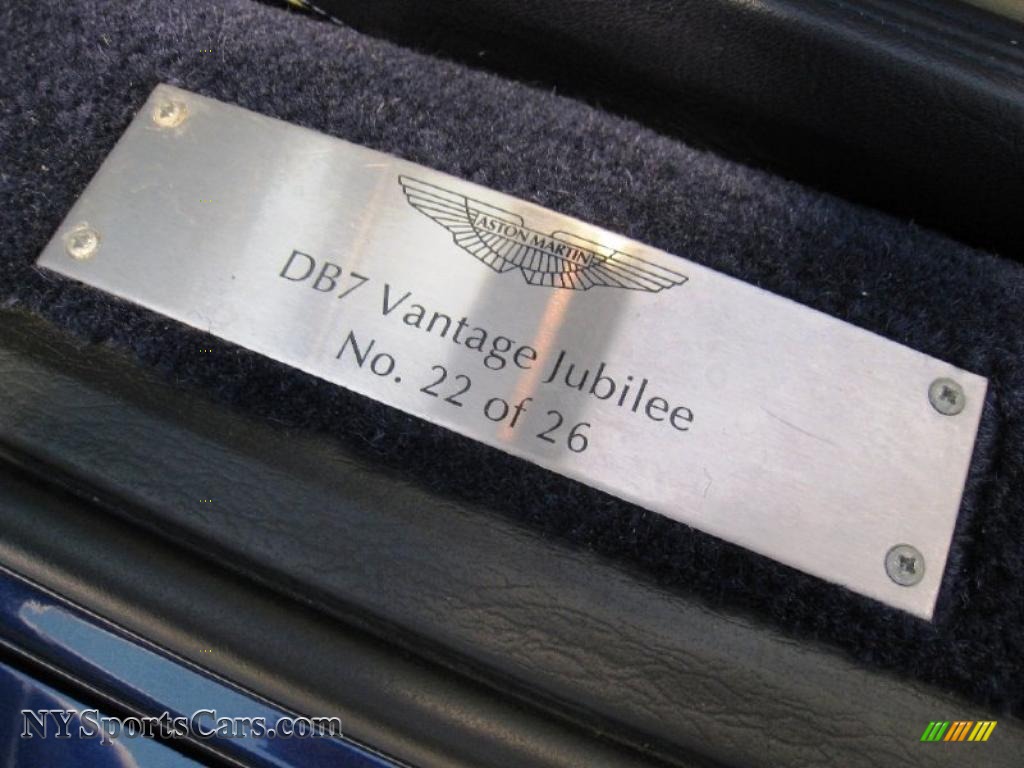 ASTON MARTIN
DB7 Vantage Jubilee
No. 22 of 26
NYSportsCars.com